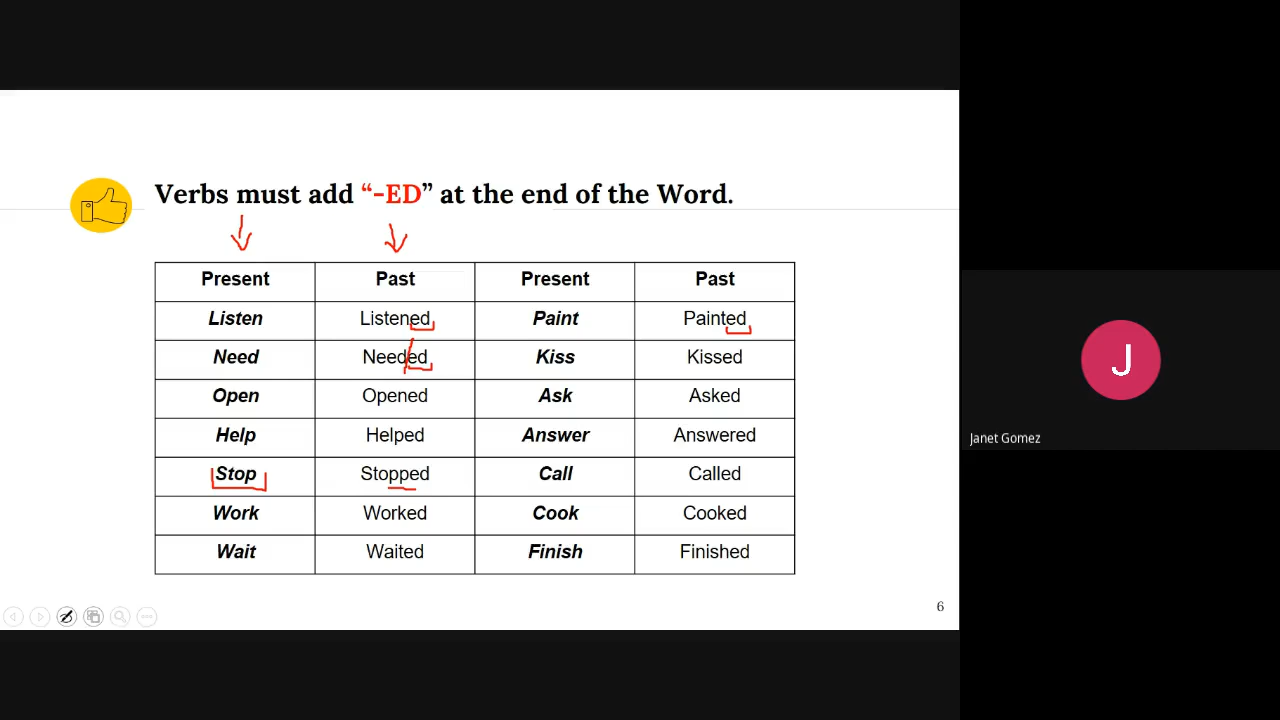 Verbs must add “-ED” at the end of the Word.
Present Past Present Past
Listen Listened Paint Painted
Need Needed Kiss Kissed
Open Opened Ask Asked
Help Helped Answer Answered
Stop Stopped Call Called
Work Worked Cook Cooked
Wait Waited Finish Finished
6
J
Janet Gomez